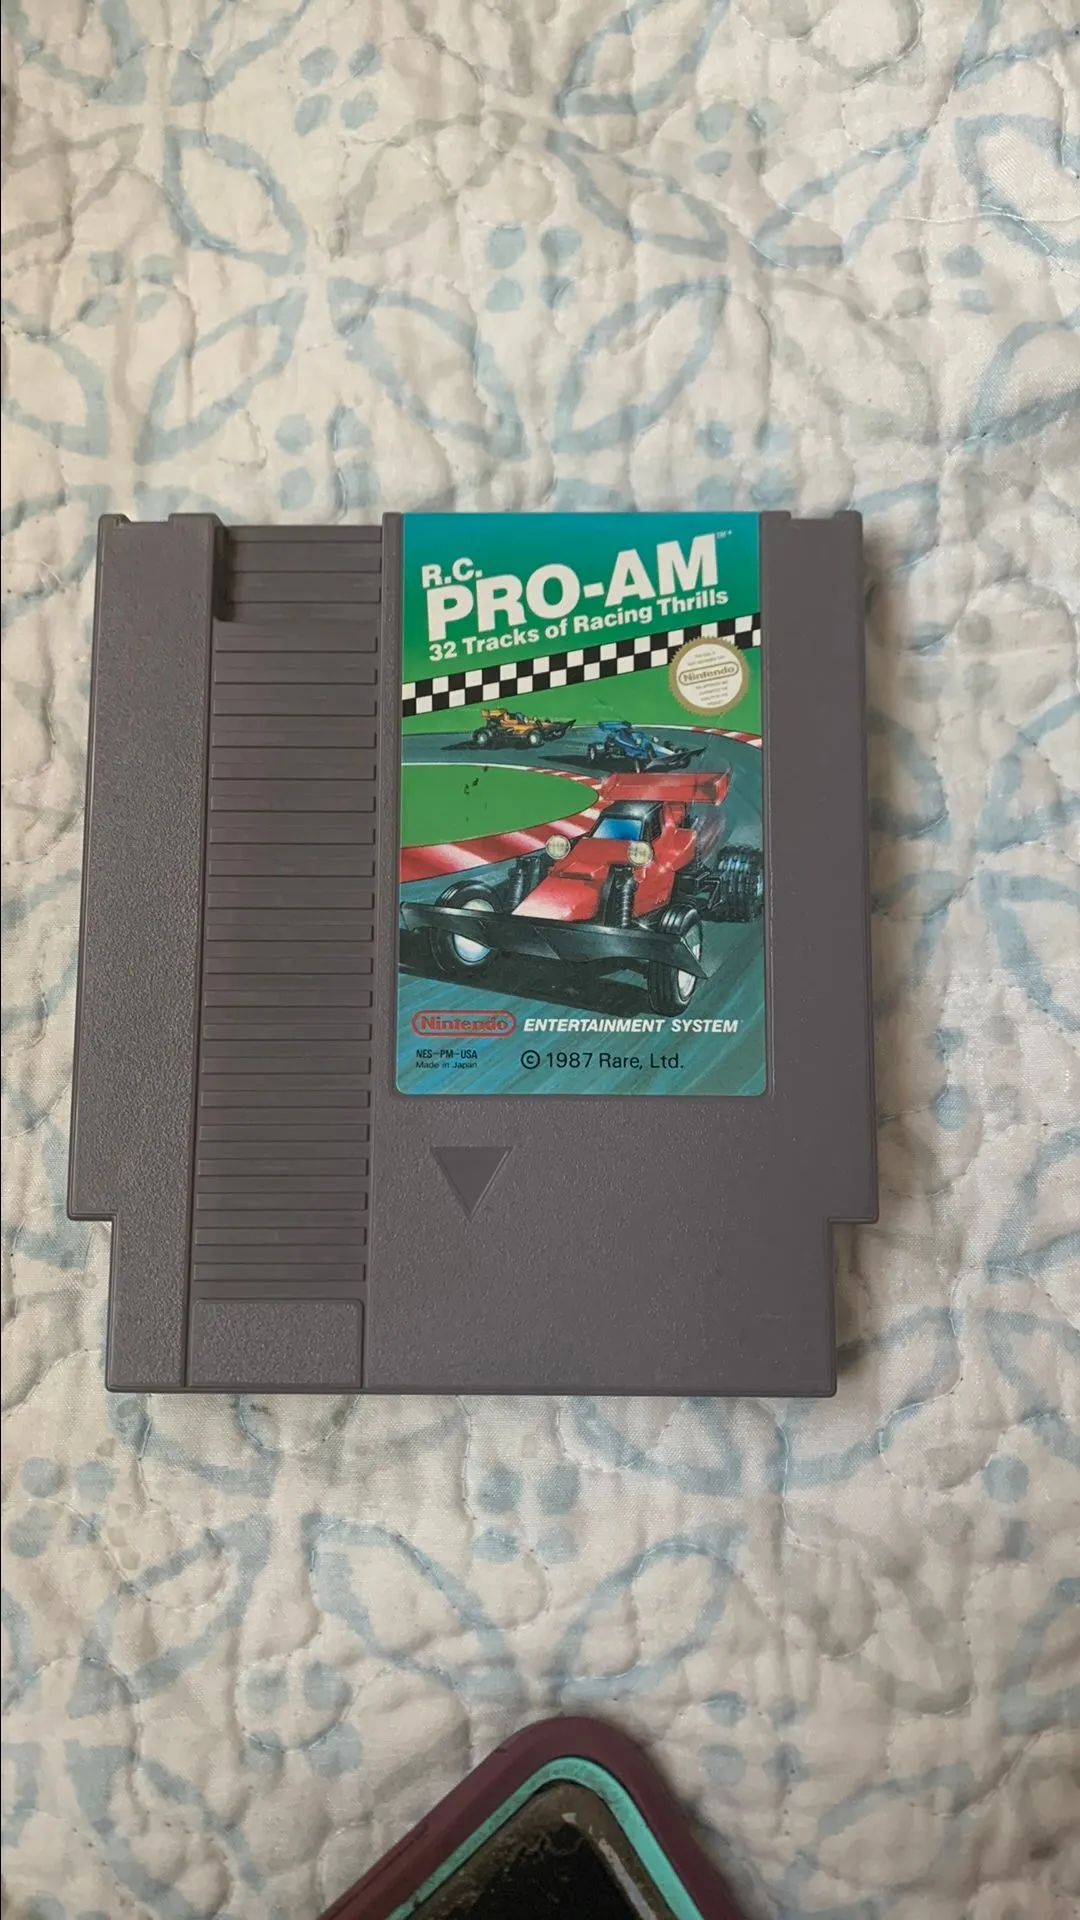 R.C.
PRO-AM™
32 Tracks of Racing Thrills
Nintendo
Nintendo ENTERTAINMENT SYSTEM
NES-PM-USA
Made in Japan
© 1987 Rare, Ltd.